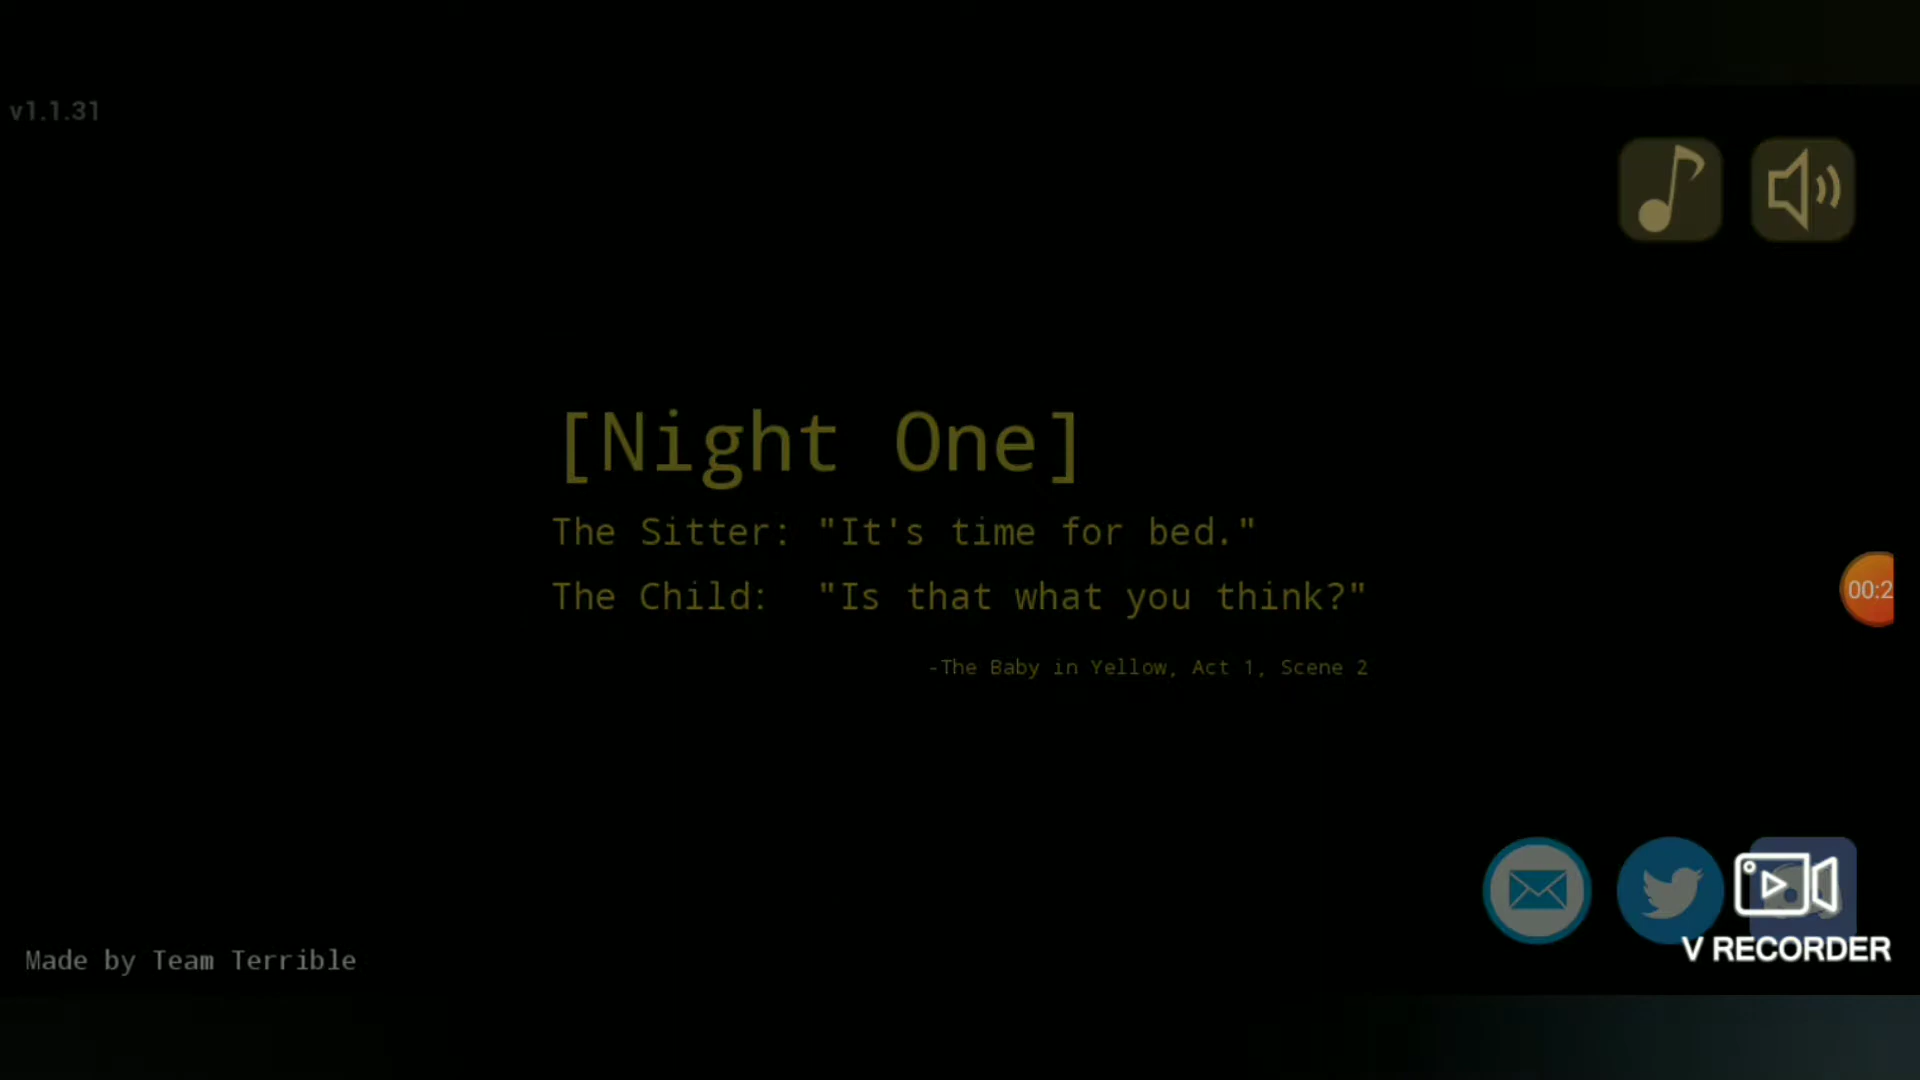 v1.1.31
[Night One]
The Sitter: "It's time for bed."
The Child: "Is that what you think?"
-The Baby in Yellow, Act 1, Scene 2
00:2
Made by Team Terrible
V RECORDER